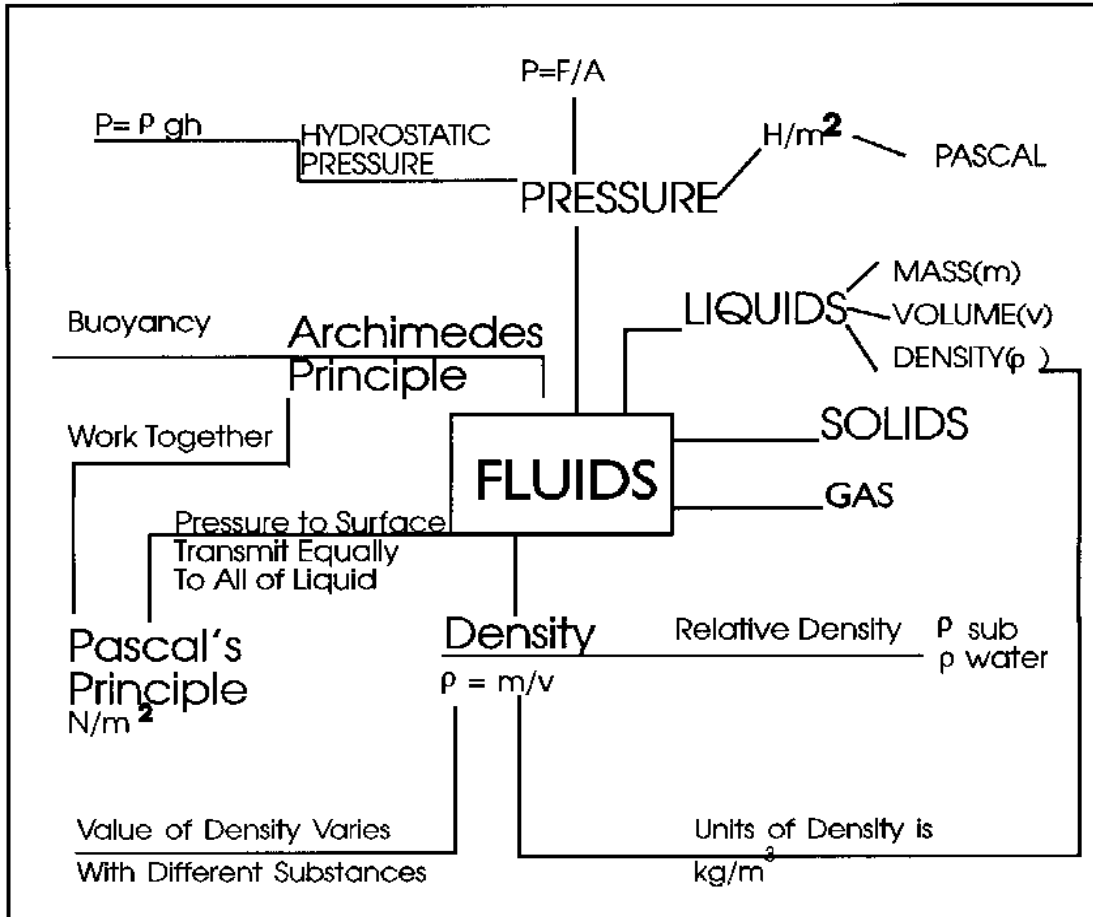 P=F/A
P= ρ gh
HYDROSTATIC
PRESSURE
H/m²
PASCAL
PRESSURE
MASS(m)
LIQUIDS
VOLUME(v)
DENSITY(ρ )
Buoyancy
Archimedes
Principle
Work Together
SOLIDS
FLUIDS
GAS
Pressure to Surface
Transmit Equally
To All of Liquid
Pascal's
Principle
N/m ²
Density
Relative Density
ρ sub
ρ water
ρ = m/v
Value of Density Varies
With Different Substances
Units of Density is
kg/m³